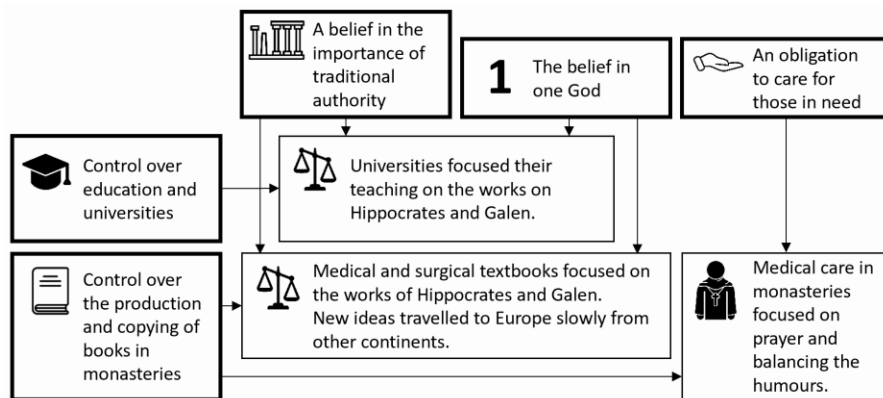 A belief in the
importance of
traditional
authority
1
The belief in
one God
An obligation
to care for
those in need
Control over
education and
universities
Universities focused their
teaching on the works on
Hippocrates and Galen.
Control over
the production
and copying of
books in
monasteries
Medical and surgical textbooks focused on
the works of Hippocrates and Galen.
New ideas travelled to Europe slowly from
other continents.
Medical care in
monasteries
focused on
prayer and
balancing the
humours.